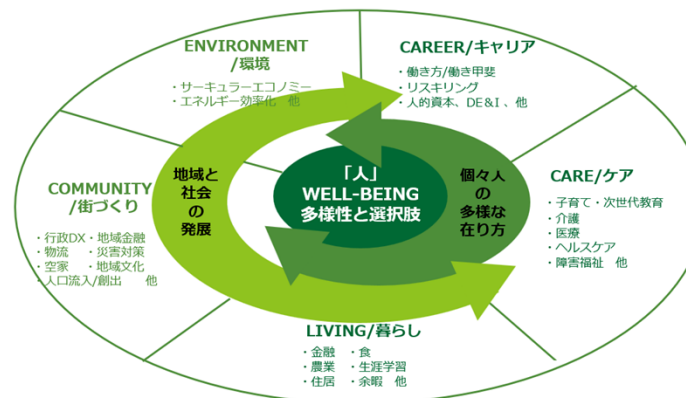 ENVIRONMENT
/環境
・サーキュラーエコノミー
・エネルギー効率化　他
CAREER/キャリア
・働き方/働き甲斐
・リスキリング
・人的資本、DE&I 、他
COMMUNITY
/街づくり
・行政DX・地域金融
・物流　・災害対策
・空家　・地域文化
・人口流入/創出　他
地域と
社会
の
発展
「人」
WELL-BEING
多様性と選択肢
個々人
の
多様な
在り方
CARE/ケア
・子育て・次世代教育
・介護
・医療
・ヘルスケア
・障害福祉　他
LIVING/暮らし
・金融　・食
・農業　・生涯学習
・住居　・余暇　他